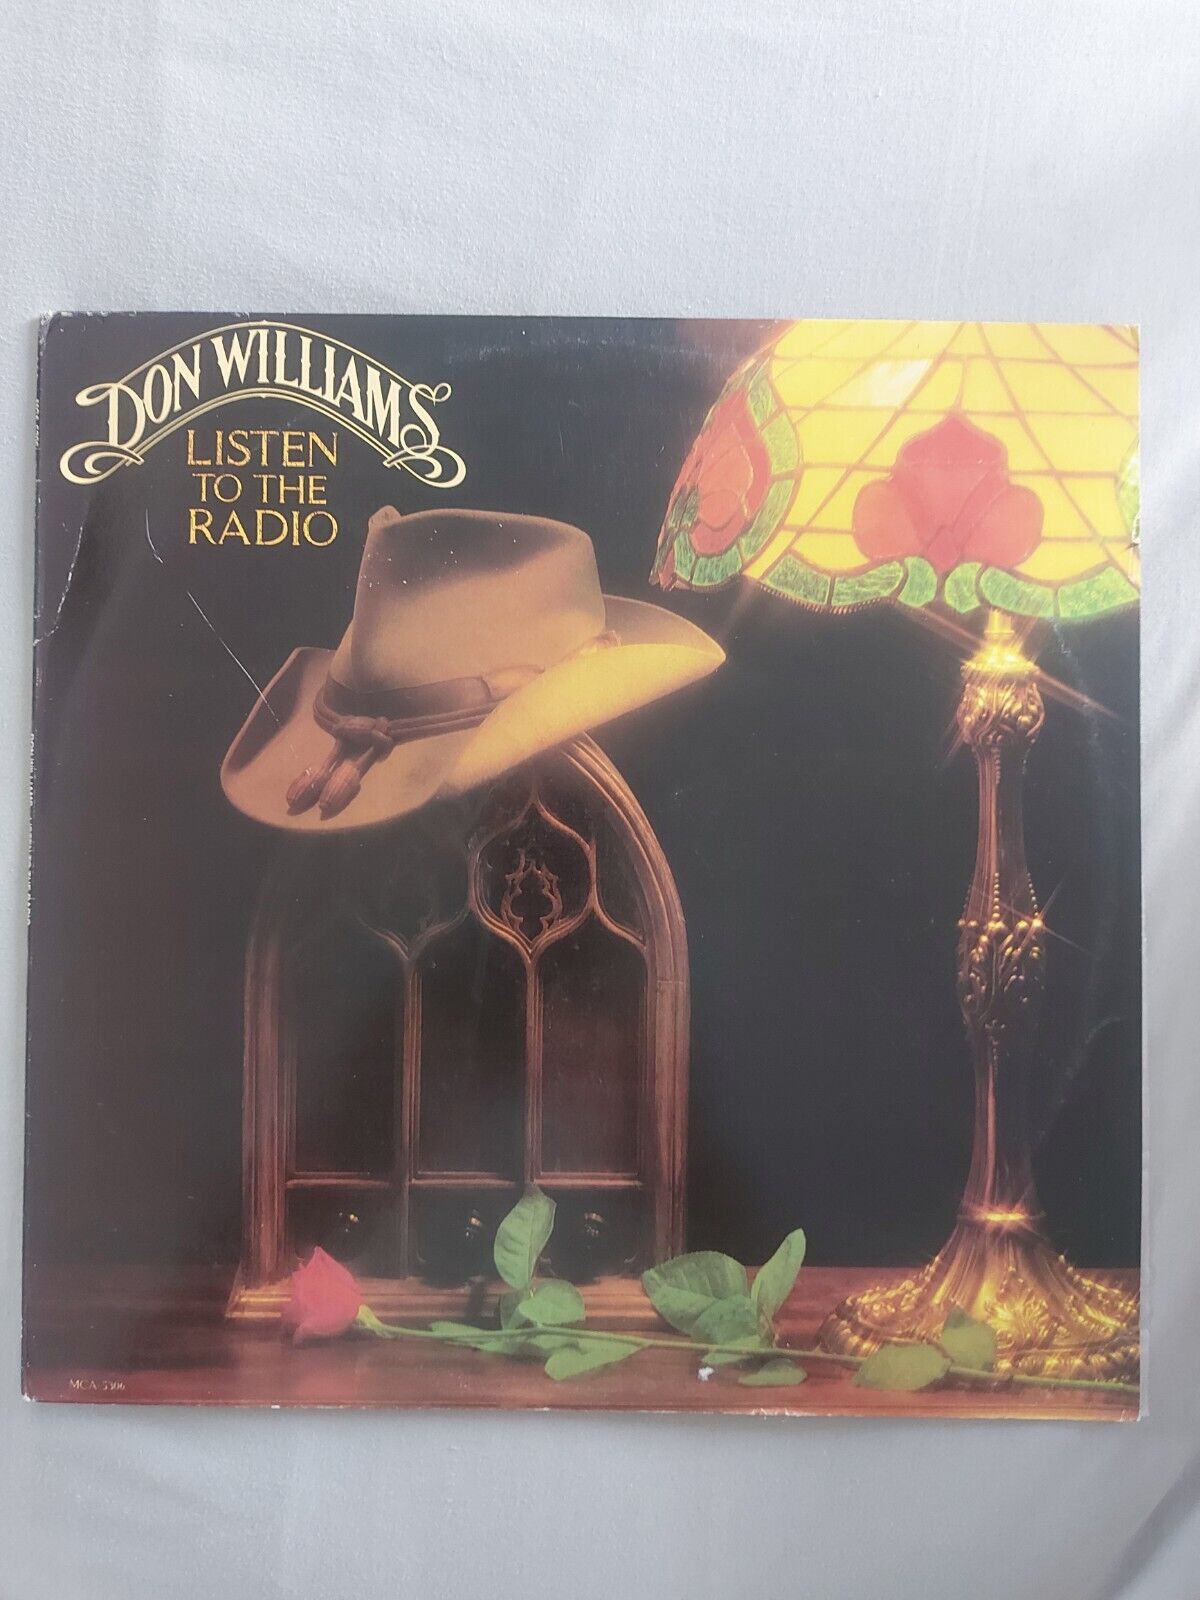 DON WILLIAMS
LISTEN
TO THE
RADIO
MCA-5306